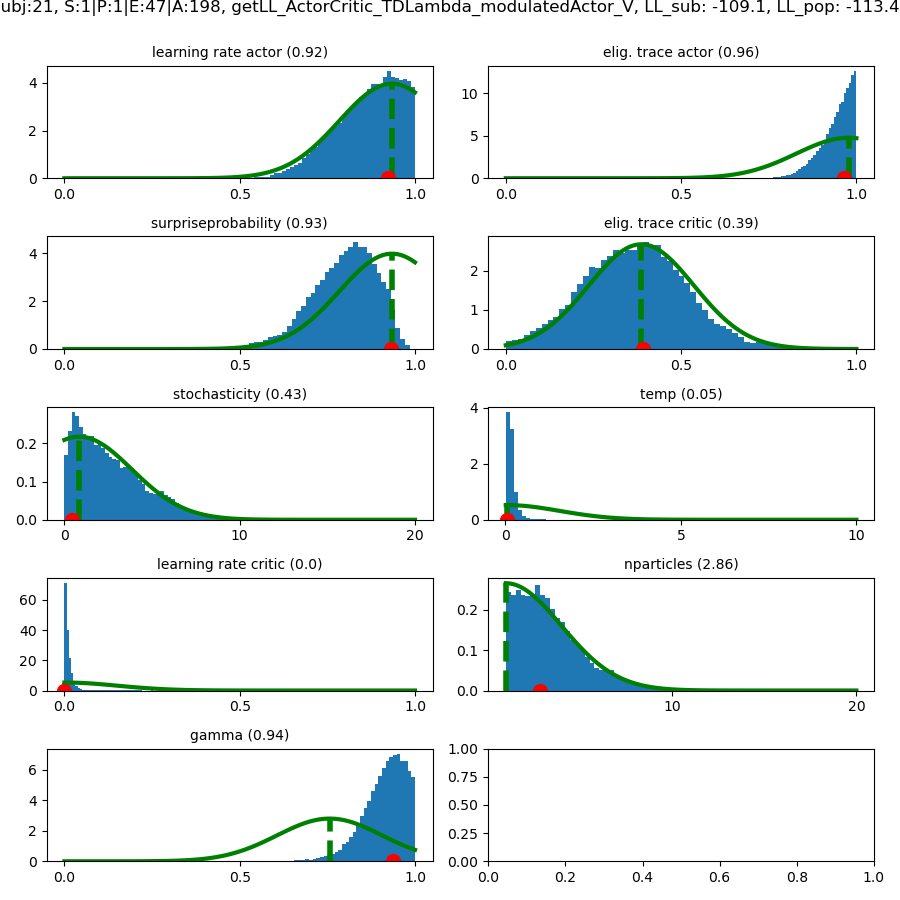 ubj:21, S:1|P:1|E:47|A:198, getLL_ActorCritic_TDLambda_modulatedActor_V, LL_sub: -109.1, LL_pop: -113.4
learning rate actor (0.92)
4
2
0
0.0 0.5 1.0
elig. trace actor (0.96)
10
5
0
0.0 0.5 1.0
surpriseprobability (0.93)
4
2
0
0.0 0.5 1.0
elig. trace critic (0.39)
2
1
0
0.0 0.5 1.0
stochasticity (0.43)
0.2
0.1
0.0
0 10 20
temp (0.05)
4
2
0
0 5 10
learning rate critic (0.0)
60
40
20
0
0.0 0.5 1.0
nparticles (2.86)
0.2
0.1
0.0
10 20
gamma (0.94)
6
4
2
0
0.0 0.5 1.0
1.00
0.75
0.50
0.25
0.00
0.0 0.2 0.4 0.6 0.8 1.0